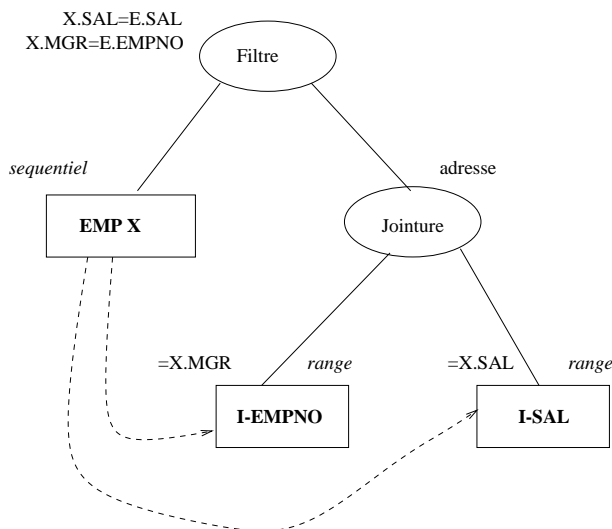 X.SAL=E.SAL
X.MGR=E.EMPNO
Filtre
sequentiel
adresse
EMP X
Jointure
=X.MGR
range
=X.SAL
range
I-EMPNO
I-SAL